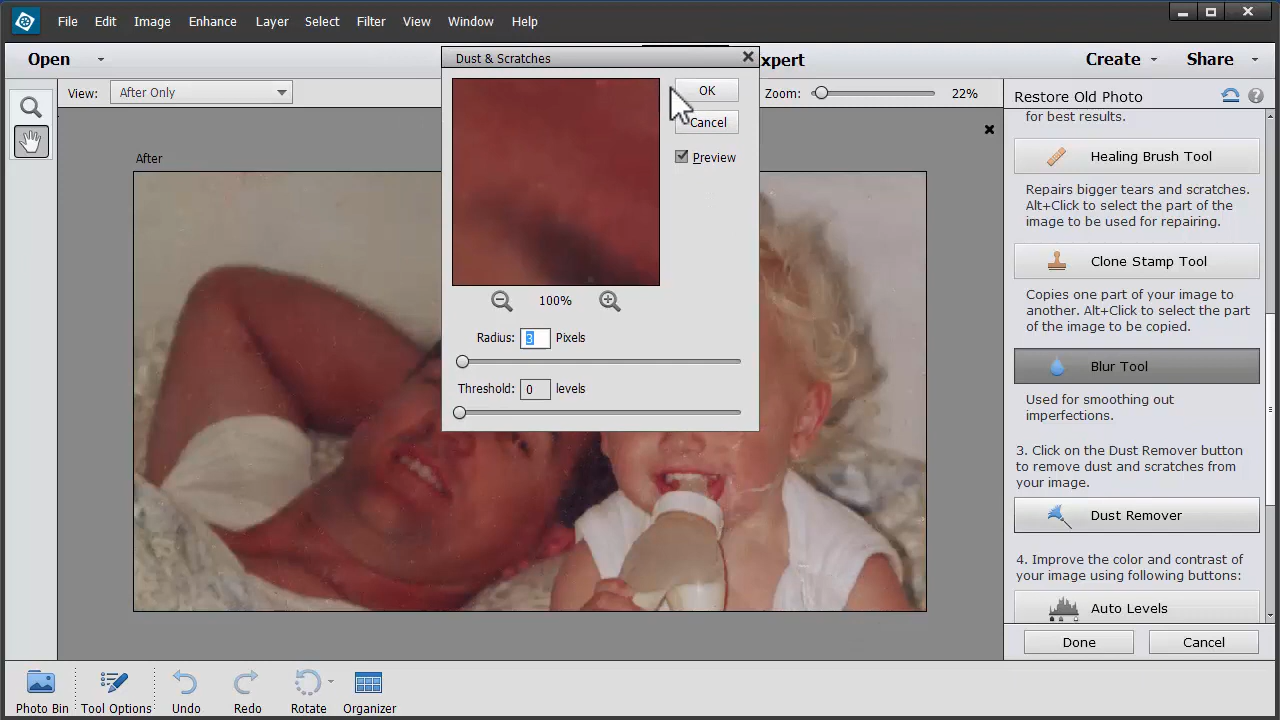 File Edit Image Enhance Layer Select Filter View Window Help
Open
xpert
Create
Share
View: After Only
Zoom: 22%
After
Dust & Scratches
OK
Cancel
Preview
100%
Radius: 3 Pixels
Threshold: 0 levels
Restore Old Photo
for best results.
Healing Brush Tool
Repairs bigger tears and scratches.
Alt+Click to select the part of the
image to be used for repairing.
Clone Stamp Tool
Copies one part of your image to
another. Alt+Click to select the part
of the image to be copied.
Blur Tool
Used for smoothing out
imperfections.
3. Click on the Dust Remover button
to remove dust and scratches from
your image.
Dust Remover
4. Improve the color and contrast of
your image using following buttons:
Auto Levels
Done Cancel
Photo Bin Tool Options Undo Redo Rotate Organizer